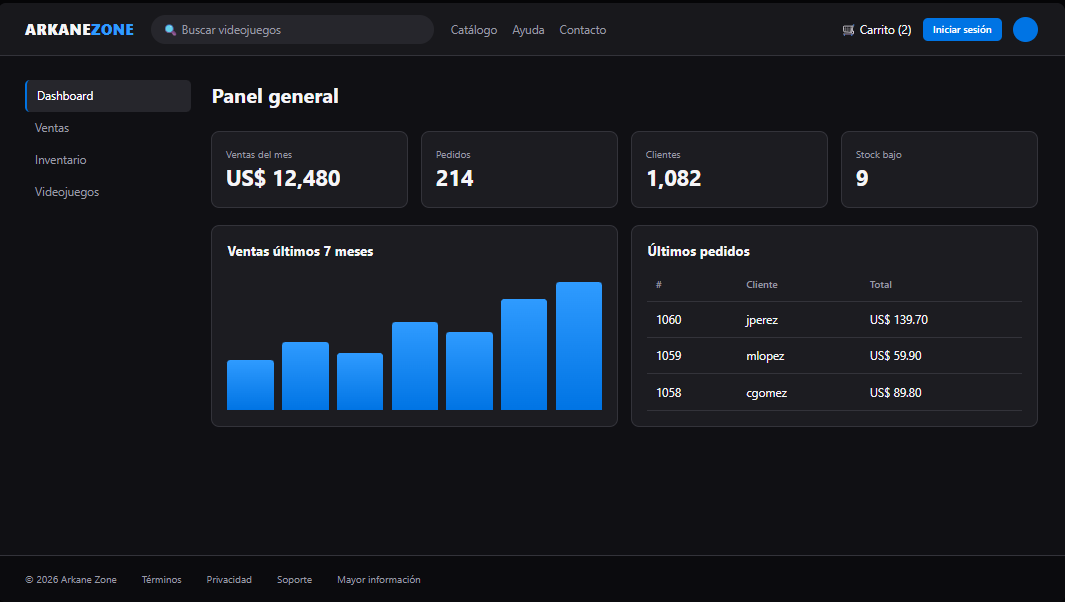 ARKANEZONE
Buscar videojuegos
Catálogo Ayuda Contacto
Carrito (2)
Iniciar sesión
Dashboard
Ventas
Inventario
Videojuegos
Panel general
Ventas del mes
US$ 12,480
Pedidos
214
Clientes
1,082
Stock bajo
9
Ventas últimos 7 meses
Últimos pedidos
# Cliente Total
1060 jperez US$ 139.70
1059 mlopez US$ 59.90
1058 cgomez US$ 89.80
© 2026 Arkane Zone Términos Privacidad Soporte Mayor información